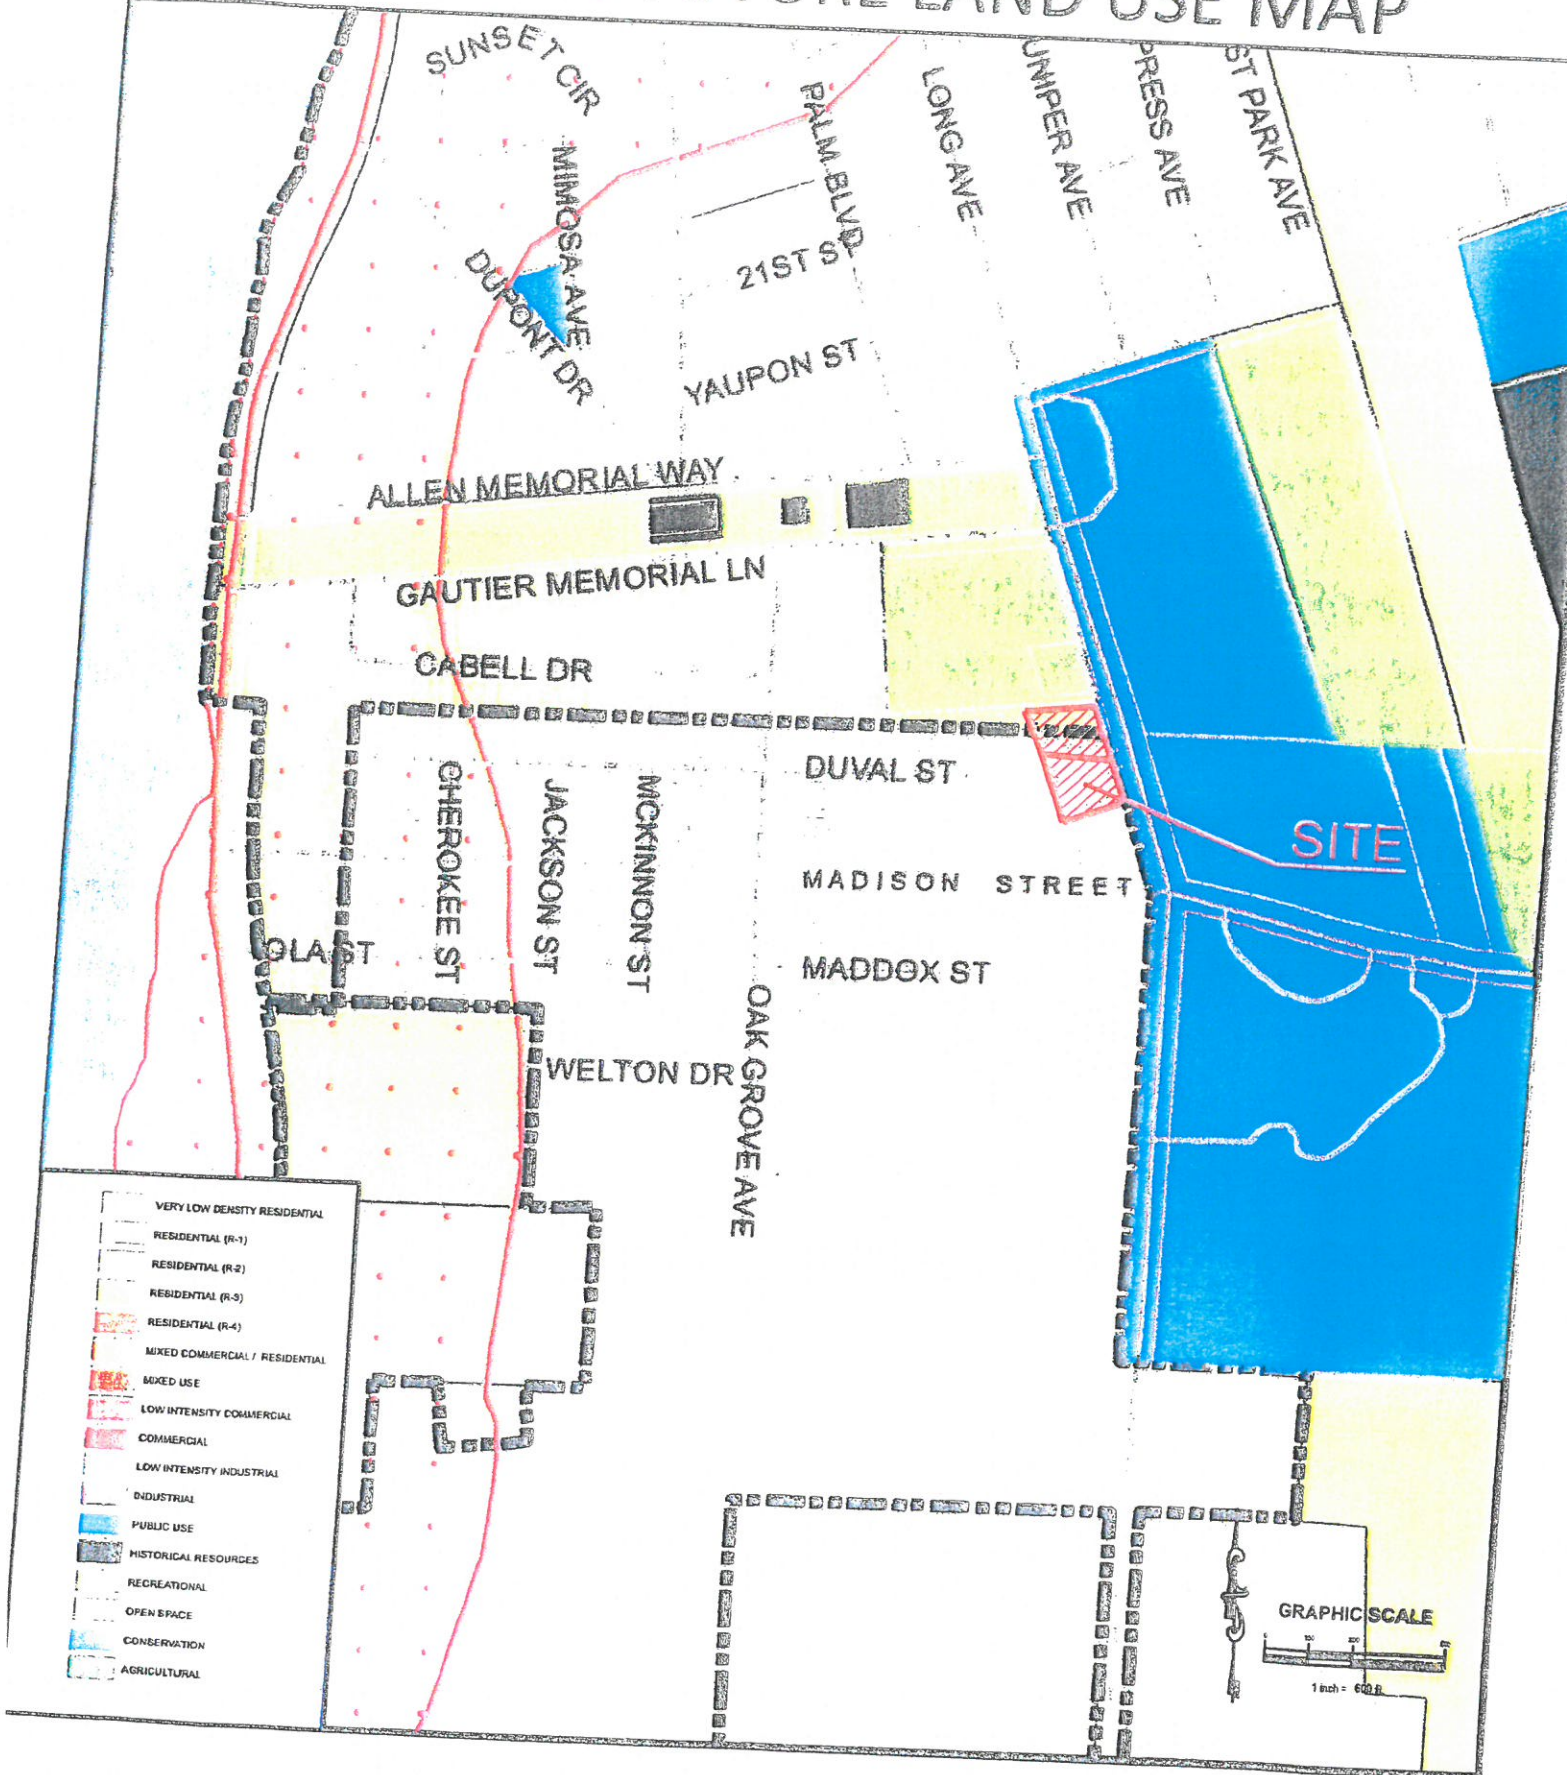 LAND USE MAP
SUNSET CIR
MIMOSA AVE
DUPONT DR
PALM BLVD
LONG AVE
UNIPER AVE
PRESS AVE
ST PARK AVE
21ST ST
YAUPON ST
ALLEN MEMORIAL WAY
GAUTIER MEMORIAL LN
CABELL DR
CHEROKEE ST
JACKSON ST
MCKINNON ST
DUVAL ST
SITE
MADISON STREET
OLA ST
MADDOX ST
WELTON DR
OAK GROVE AVE
VERY LOW DENSITY RESIDENTIAL
RESIDENTIAL (R-1)
RESIDENTIAL (R-2)
RESIDENTIAL (R-3)
RESIDENTIAL (R-4)
MIXED COMMERCIAL / RESIDENTIAL
MIXED USE
LOW INTENSITY COMMERCIAL
COMMERCIAL
LOW INTENSITY INDUSTRIAL
INDUSTRIAL
PUBLIC USE
HISTORICAL RESOURCES
RECREATIONAL
OPEN SPACE
CONSERVATION
AGRICULTURAL
GRAPHIC SCALE
1 inch = 600 ft.